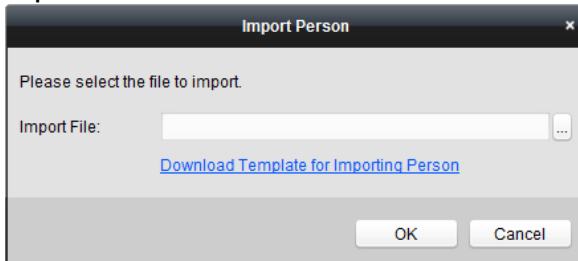 Import Person ×
Please select the file to import.
Import File: ...
Download Template for Importing Person
OK Cancel